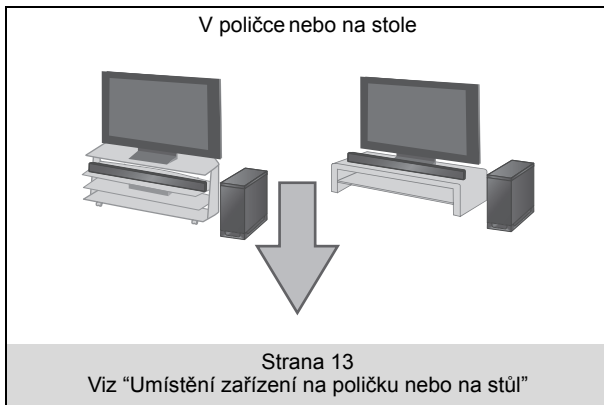 V poličce nebo na stole
Strana 13
Viz “Umístění zařízení na poličku nebo na stůl”